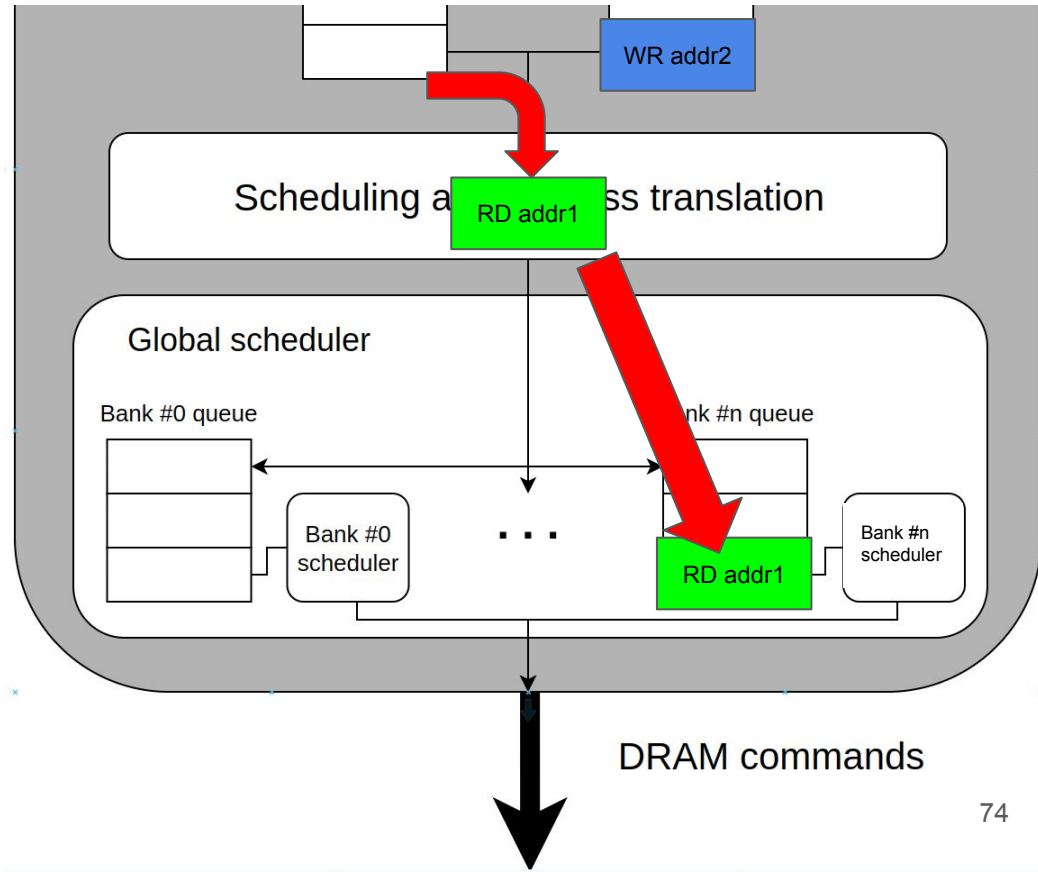 WR addr2
Scheduling a
ss translation
RD addr1
Global scheduler
Bank #0 queue
nk #n queue
Bank #0
scheduler
. . .
Bank #n
scheduler
RD addr1
DRAM commands
74